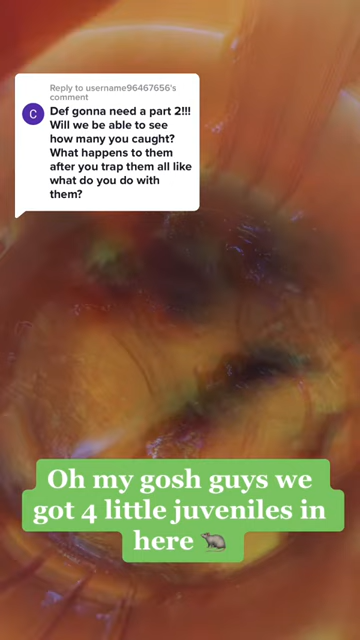 Reply to username96467656's
comment
C
Def gonna need a part 2!!!
Will we be able to see
how many you caught?
What happens to them
after you trap them all like
what do you do with
them?
Oh my gosh guys we
got 4 little juveniles in
here 🐀